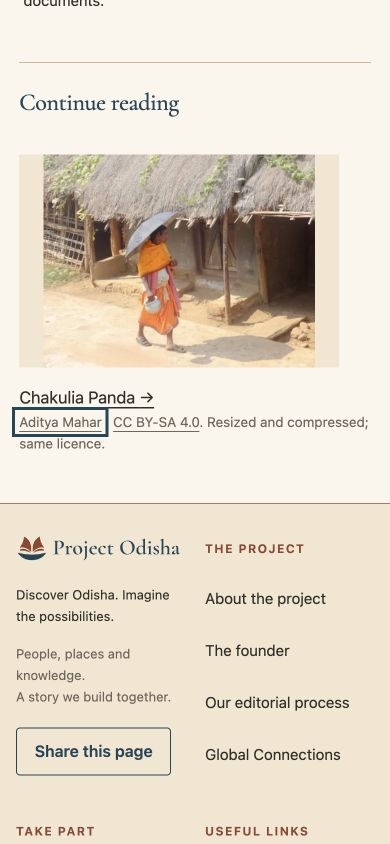 documents.
Continue reading
Chakulia Panda →
Aditya Mahar CC BY-SA 4.0. Resized and compressed;
same licence.
Project Odisha
Discover Odisha. Imagine
the possibilities.
People, places and
knowledge.
A story we build together.
Share this page
THE PROJECT
About the project
The founder
Our editorial process
Global Connections
TAKE PART
USEFUL LINKS